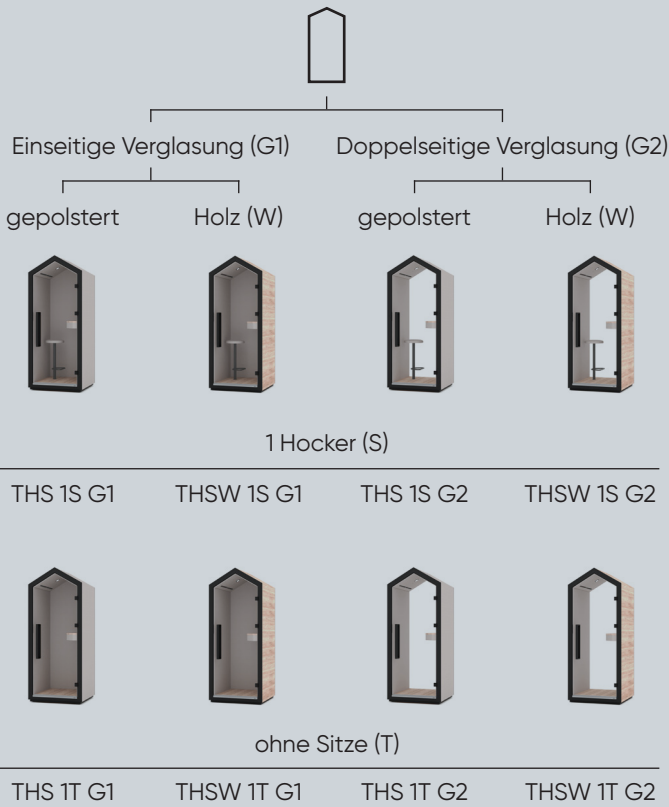 Einseitige Verglasung (G1) Doppelseitige Verglasung (G2)
gepolstert Holz (W) gepolstert Holz (W)
1 Hocker (S)
THS 1S G1 THSW 1S G1 THS 1S G2 THSW 1S G2
ohne Sitze (T)
THS 1T G1 THSW 1T G1 THS 1T G2 THSW 1T G2